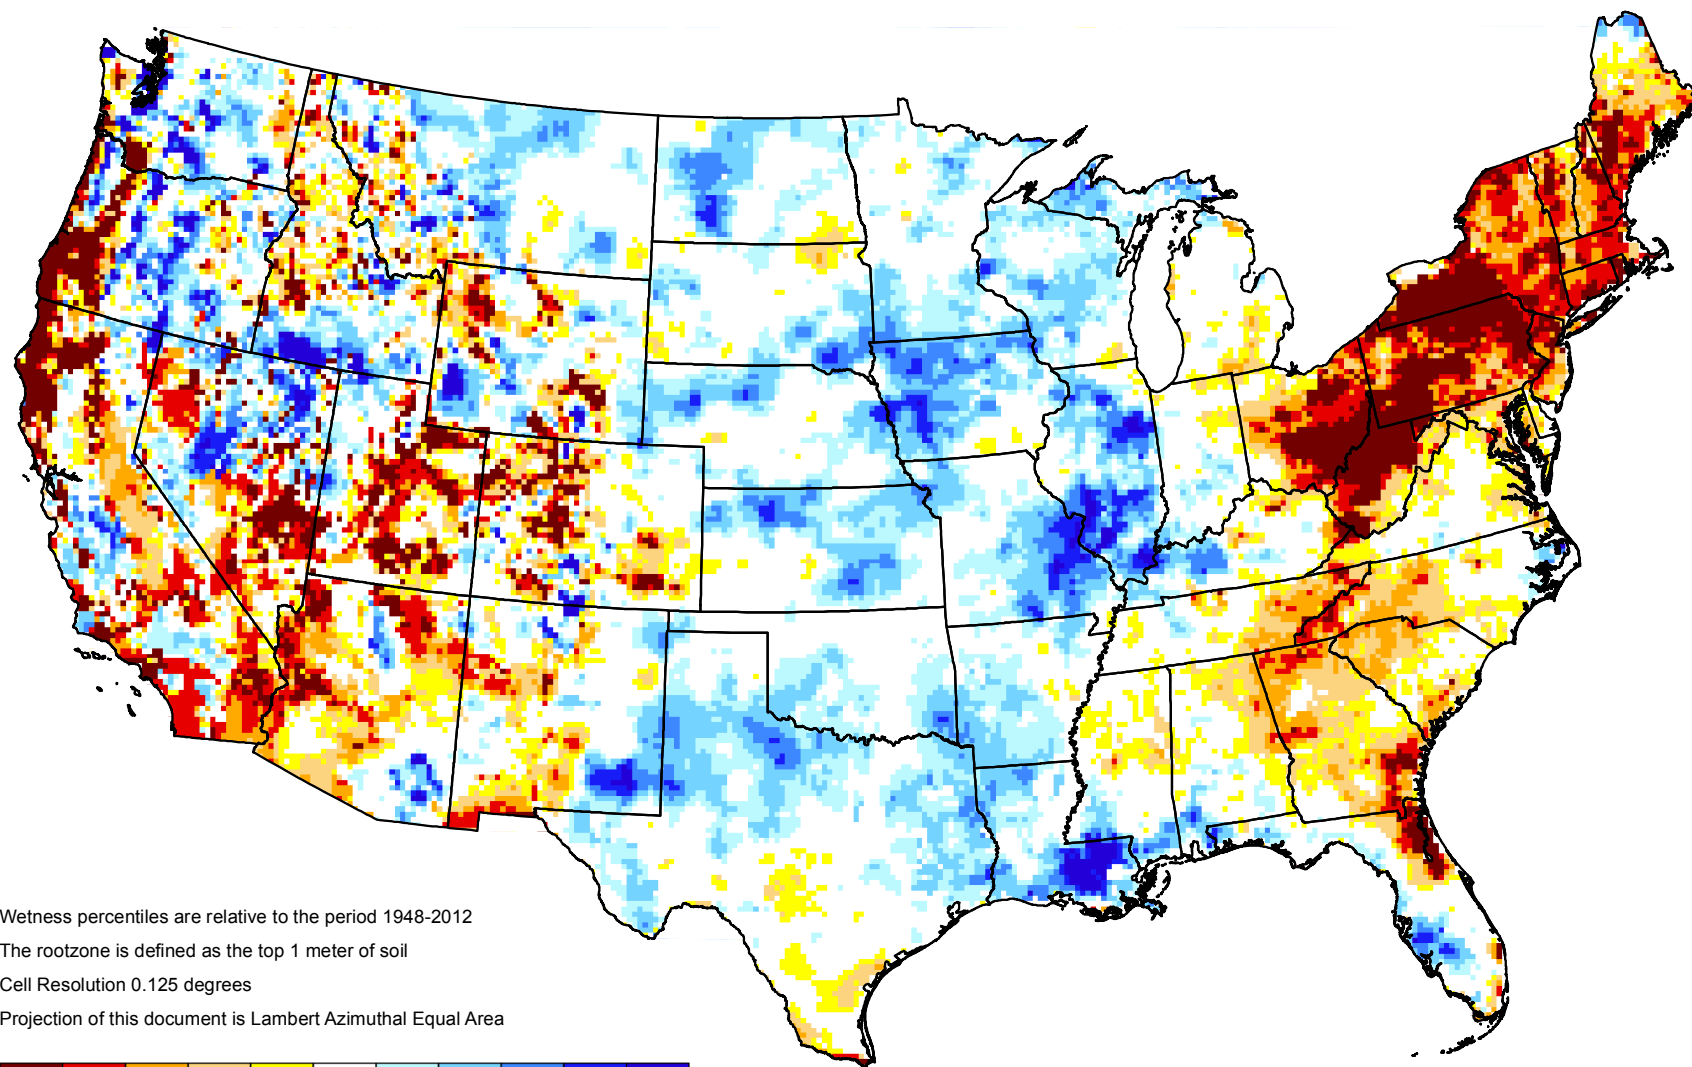 Wetness percentiles are relative to the period 1948-2012
The rootzone is defined as the top 1 meter of soil
Cell Resolution 0.125 degrees
Projection of this document is Lambert Azimuthal Equal Area